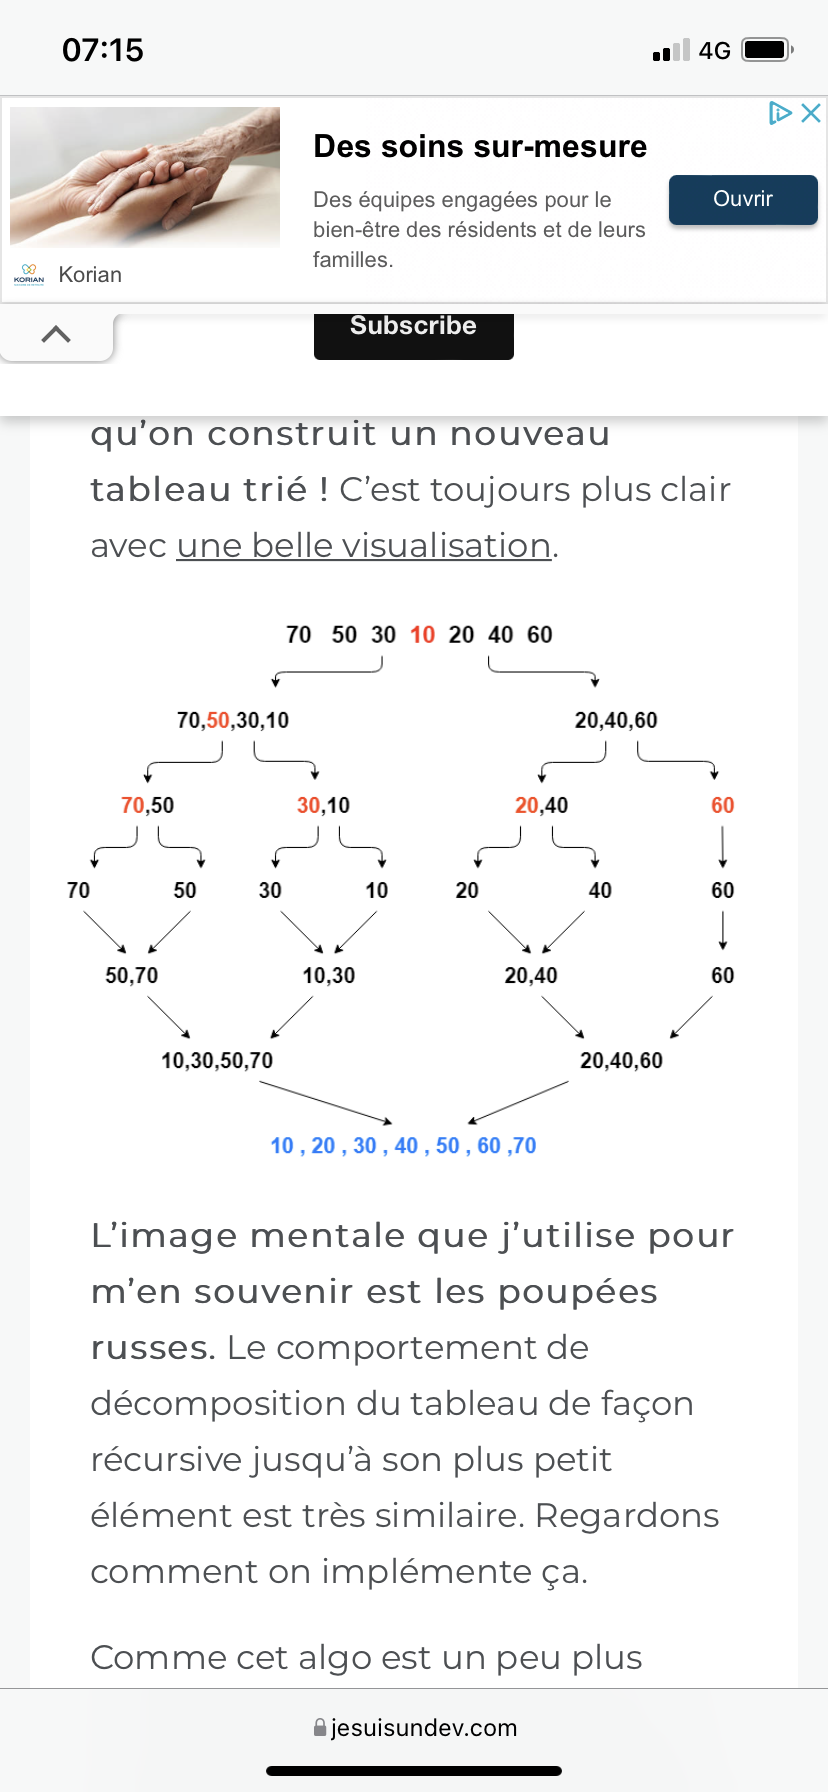 07:15
4G
Des soins sur-mesure
Des équipes engagées pour le
bien-être des résidents et de leurs
familles.
Ouvrir
KORIAN
Korian
Subscribe
qu’on construit un nouveau
tableau trié ! C’est toujours plus clair
avec une belle visualisation.
70 50 30 10 20 40 60
70,50,30,10 20,40,60
70,50 30,10 20,40 60
70 50 30 10 20 40 60
50,70 10,30 20,40 60
10,30,50,70 20,40,60
10 , 20 , 30 , 40 , 50 , 60 ,70
L’image mentale que j’utilise pour
m’en souvenir est les poupées
russes. Le comportement de
décomposition du tableau de façon
récursive jusqu’à son plus petit
élément est très similaire. Regardons
comment on implémente ça.
Comme cet algo est un peu plus
jesuisundev.com